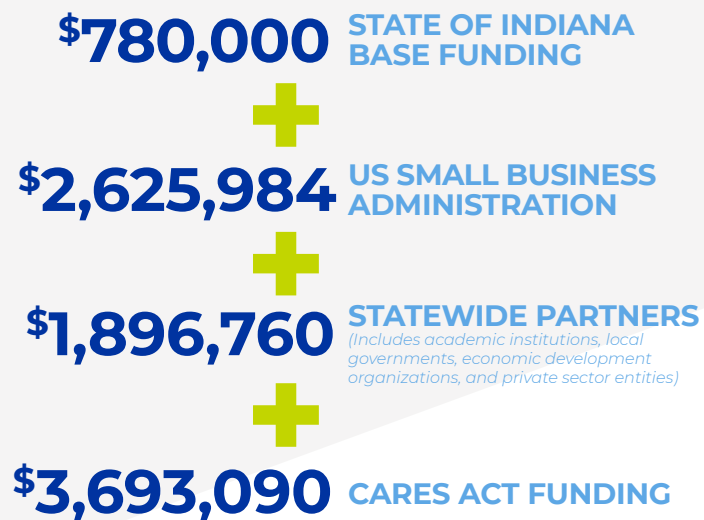 $780,000 STATE OF INDIANA
BASE FUNDING
+
$2,625,984 US SMALL BUSINESS
ADMINISTRATION
+
$1,896,760 STATEWIDE PARTNERS
(Includes academic institutions, local
governments, economic development
organizations, and private sector entities)
+
$3,693,090 CARES ACT FUNDING